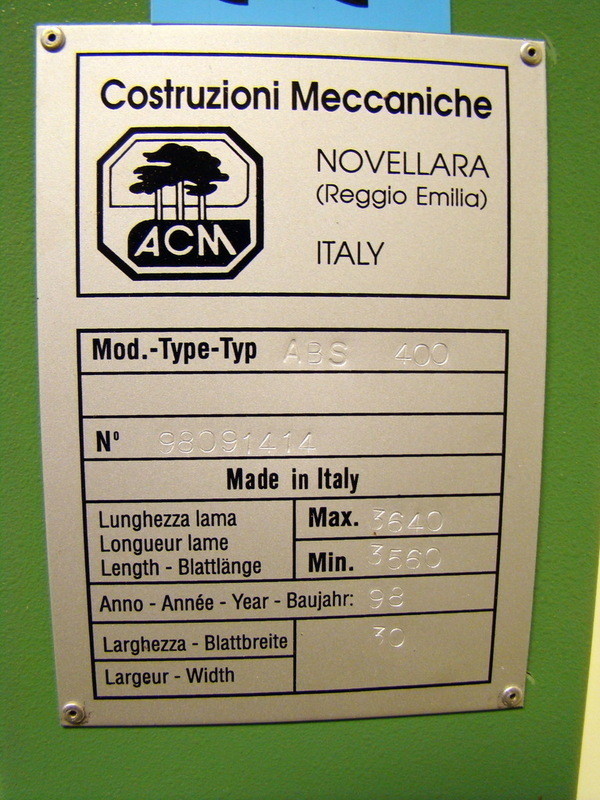 Costruzioni Meccaniche
NOVELLARA
(Reggio Emilia)
ITALY
ACM
Mod.-Type-Typ ABS 400
N° 98091414
Made in Italy
Lunghezza lama
Longueur lame
Length - Blattlänge
Max. 3640
Min. 3560
Anno - Année - Year - Baujahr: 98
Larghezza - Blattbreite 30
Largeur - Width